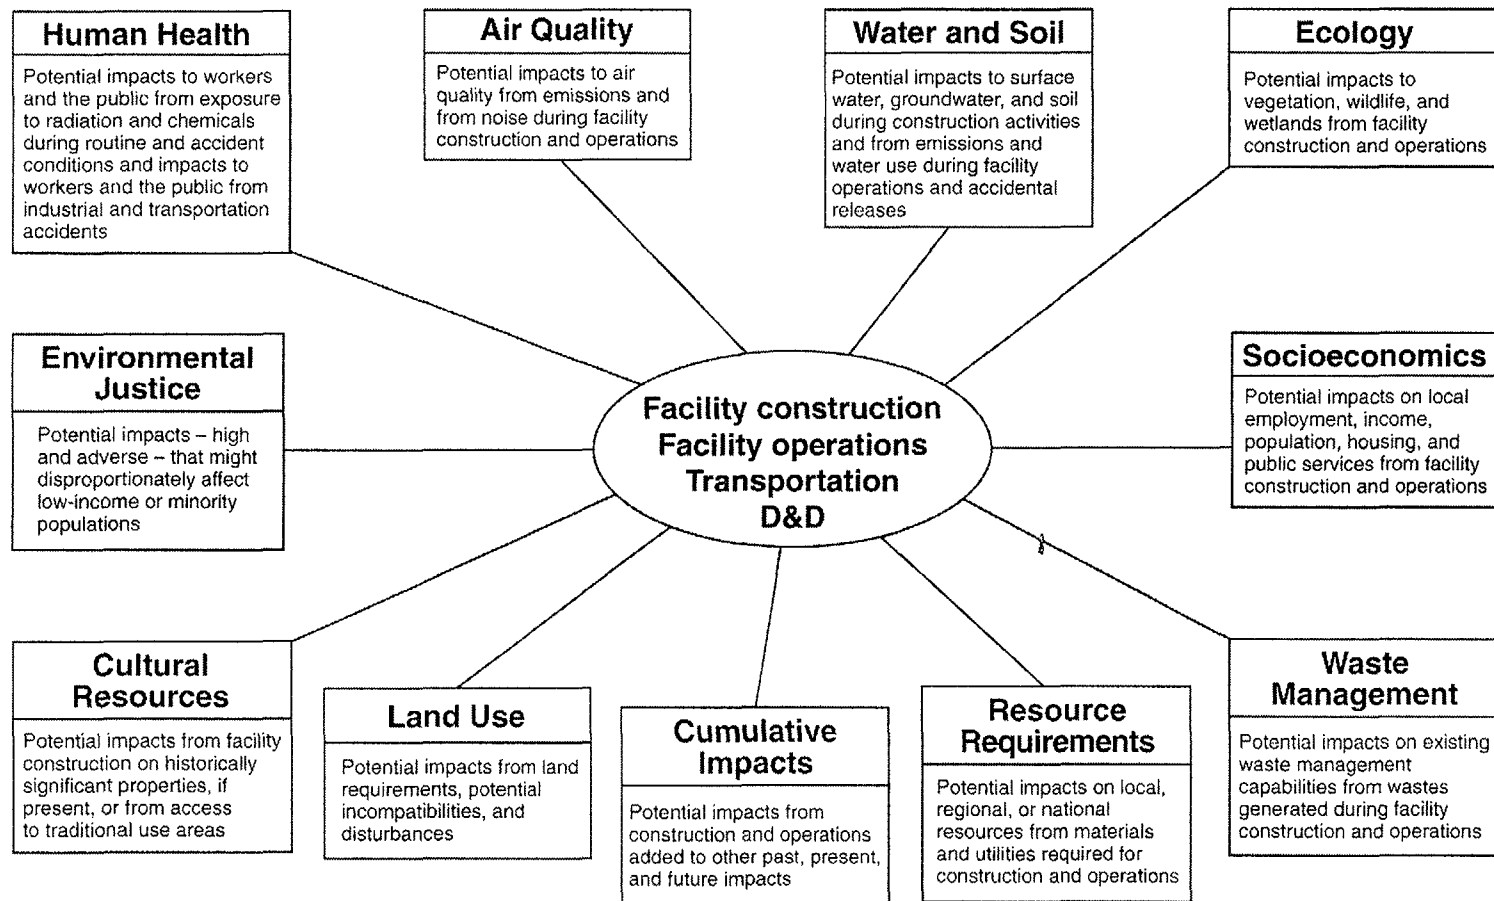 Human Health
Potential impacts to workers
and the public from exposure
to radiation and chemicals
during routine and accident
conditions and impacts to
workers and the public from
industrial and transportation
accidents
Air Quality
Potential impacts to air
quality from emissions and
from noise during facility
construction and operations
Water and Soil
Potential impacts to surface
water, groundwater, and soil
during construction activities
and from emissions and
water use during facility
operations and accidental
releases
Ecology
Potential impacts to
vegetation, wildlife, and
wetlands from facility
construction and operations
Environmental
Justice
Potential impacts – high
and adverse – that might
disproportionately affect
low-income or minority
populations
Facility construction
Facility operations
Transportation
D&D
Socioeconomics
Potential impacts on local
employment, income,
population, housing, and
public services from facility
construction and operations
Cultural
Resources
Potential impacts from facility
construction on historically
significant properties, if
present, or from access
to traditional use areas
Land Use
Potential impacts from land
requirements, potential
incompatibilities, and
disturbances
Cumulative
Impacts
Potential impacts from
construction and operations
added to other past, present,
and future impacts
Resource
Requirements
Potential impacts on local,
regional, or national
resources from materials
and utilities required for
construction and operations
Waste
Management
Potential impacts on existing
waste management
capabilities from wastes
generated during facility
construction and operations